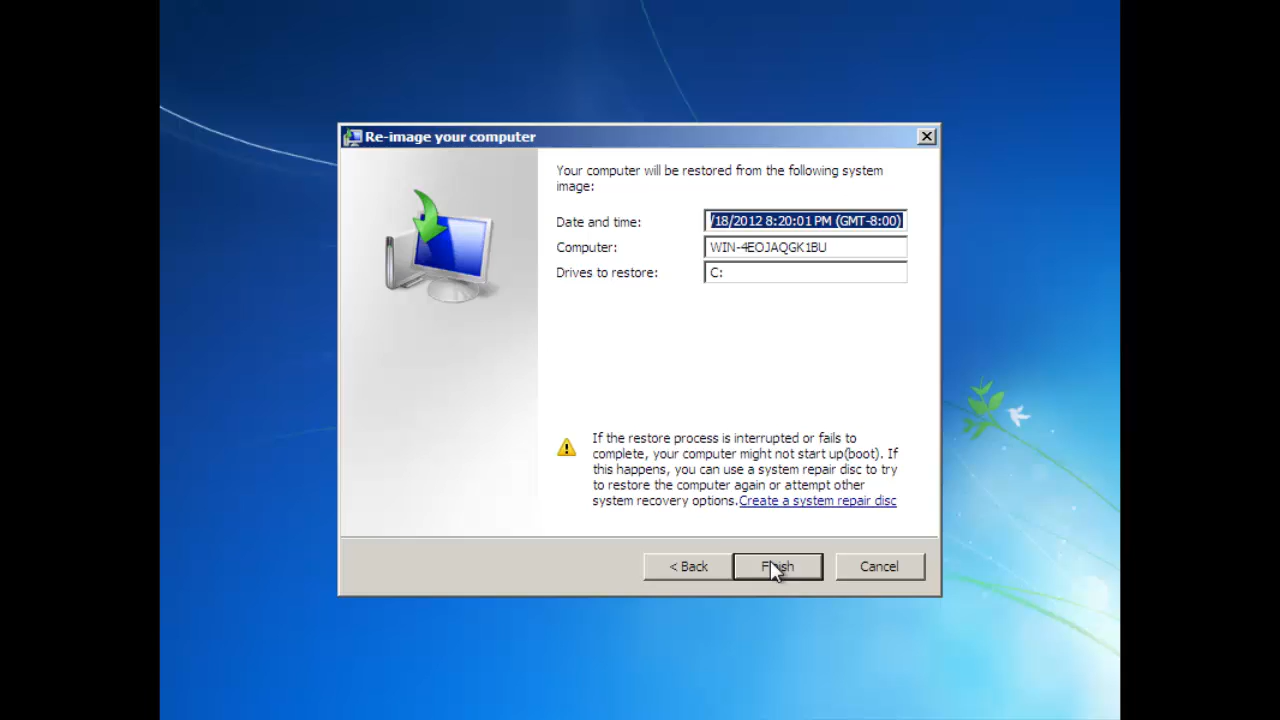 Re-image your computer
Your computer will be restored from the following system
image:
Date and time: /18/2012 8:20:01 PM (GMT-8:00)
Computer: WIN-4EOJAQGK1BU
Drives to restore: C:
If the restore process is interrupted or fails to
complete, your computer might not start up(boot). If
this happens, you can use a system repair disc to try
to restore the computer again or attempt other
system recovery options.Create a system repair disc
< Back Finish Cancel